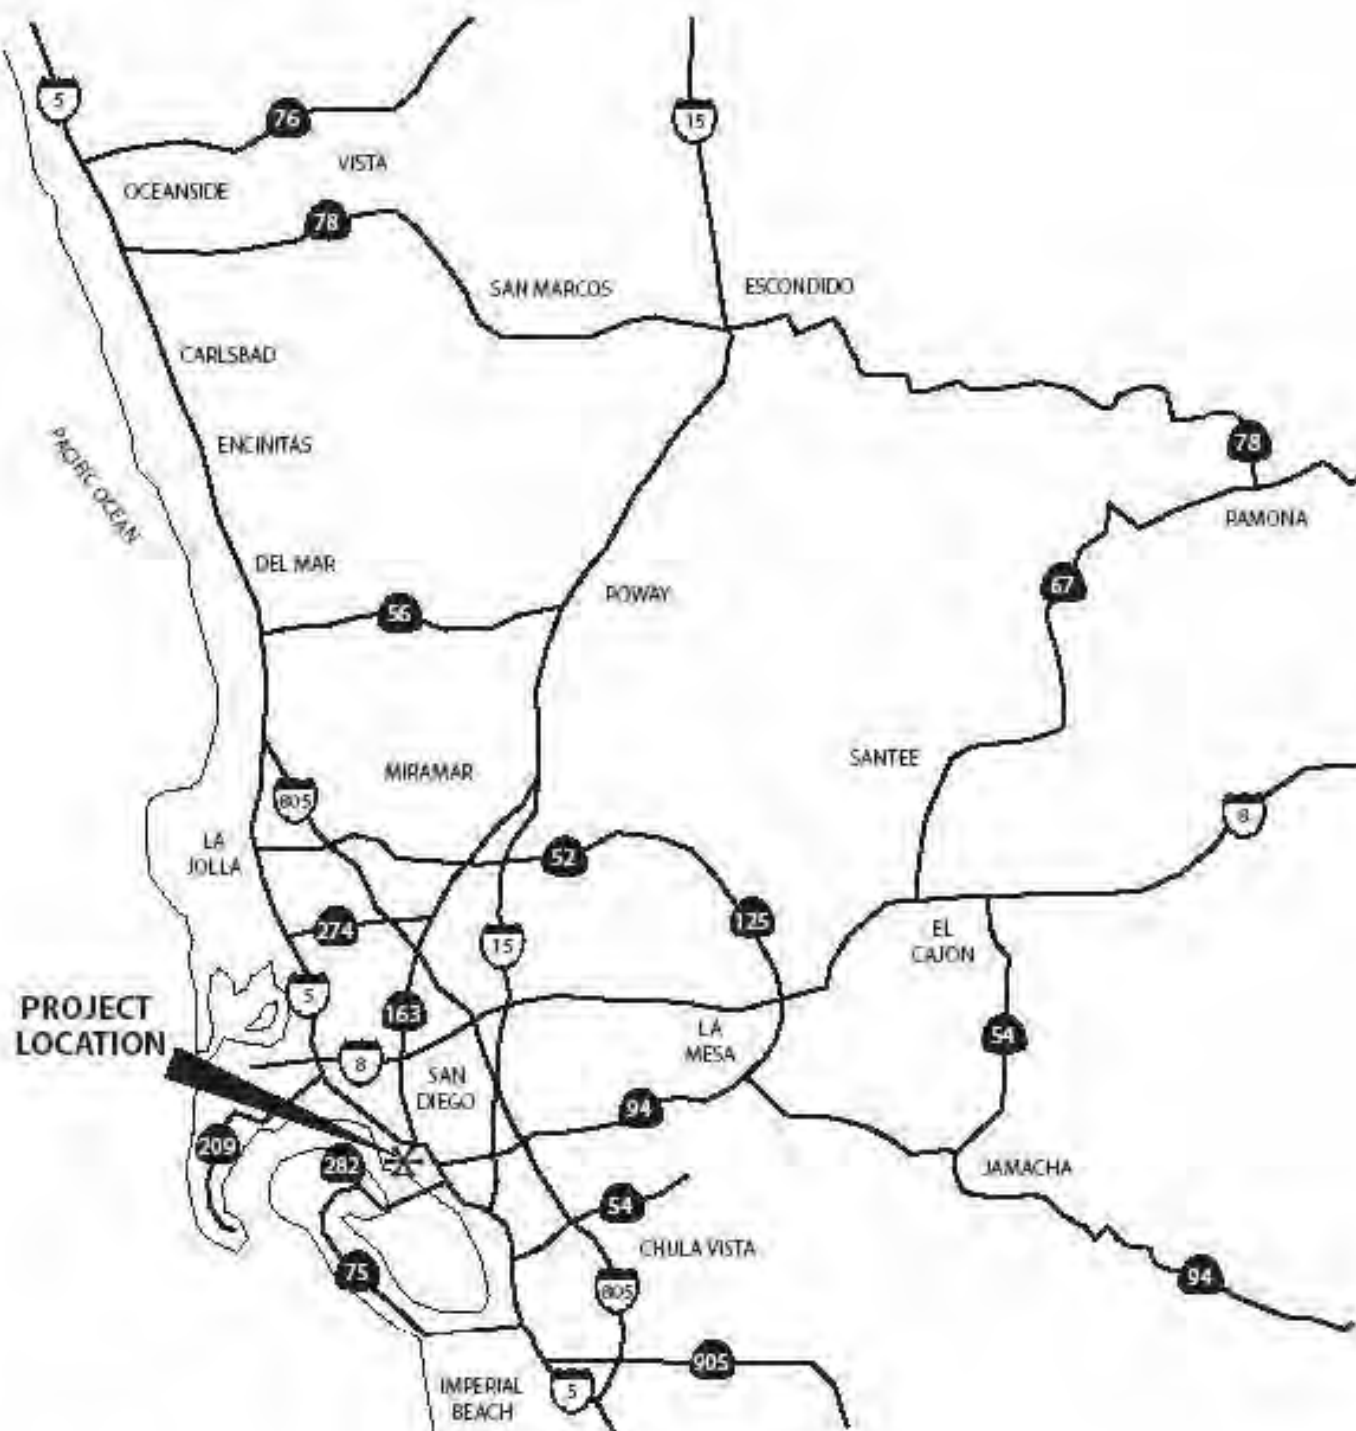 5
76
15
VISTA
OCEANSIDE
78
SAN MARCOS
ESCONDIDO
CARLSBAD
ENCINITAS
PACIFIC OCEAN
78
RAMONA
DEL MAR
56
POWAY
67
MIRAMAR
SANTEE
805
8
LA
JOLLA
52
274
15
125
EL
CAJON
5
PROJECT
LOCATION
163
8
SAN
DIEGO
LA
MESA
54
94
209
282
JAMACHA
54
CHULA VISTA
75
805
94
905
IMPERIAL
BEACH
5